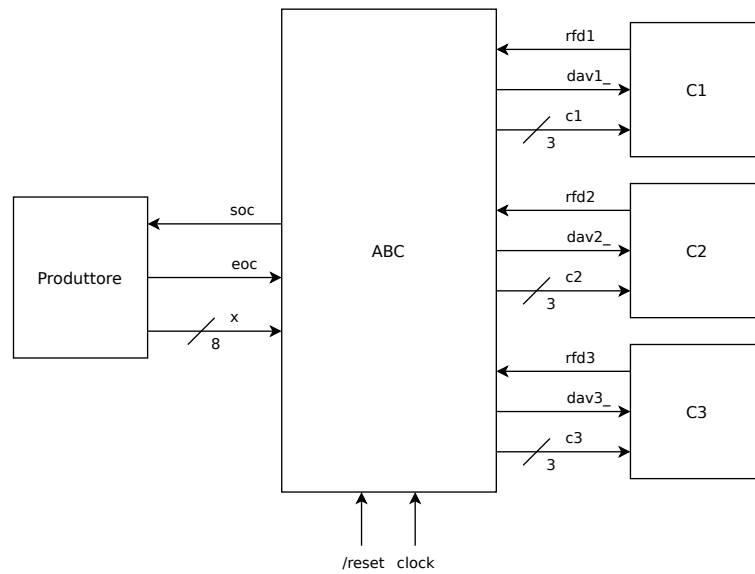 rfd1
dav1_
c1
3
C1
soc
eoc
x
8
Produttore
ABC
rfd2
dav2_
c2
3
C2
rfd3
dav3_
c3
3
C3
/reset clock